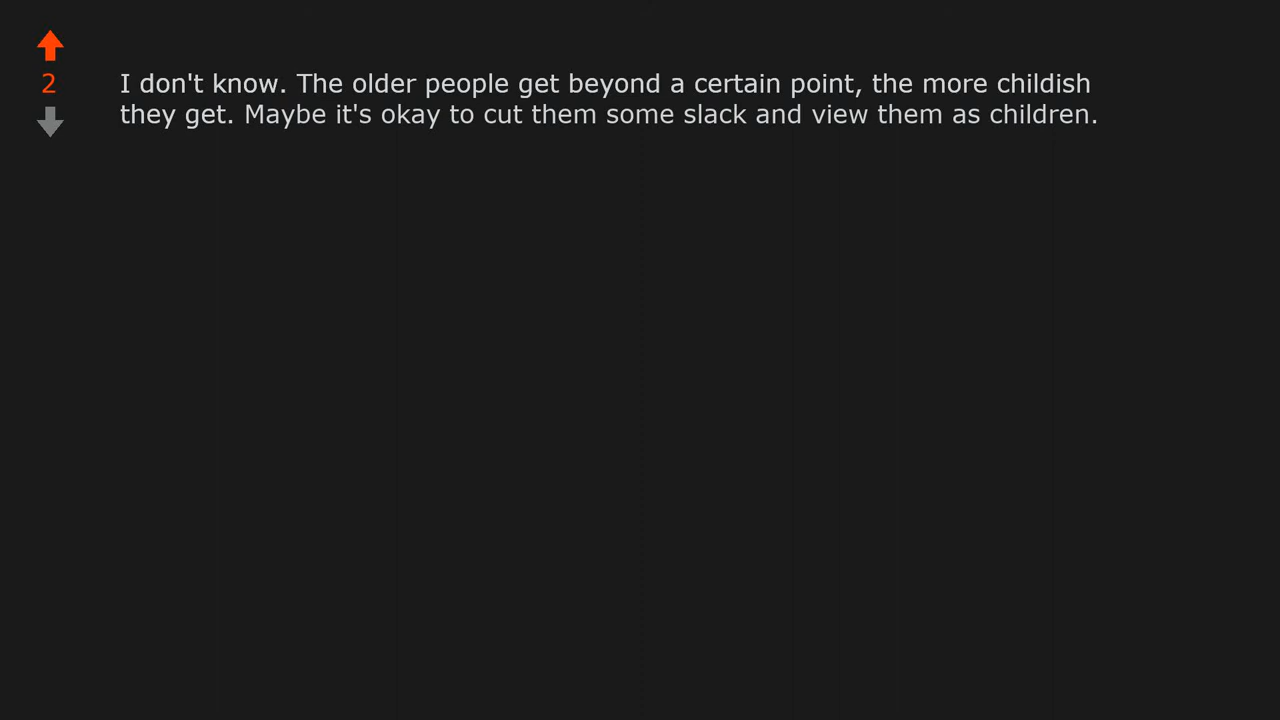 2
I don't know. The older people get beyond a certain point, the more childish
they get. Maybe it's okay to cut them some slack and view them as children.